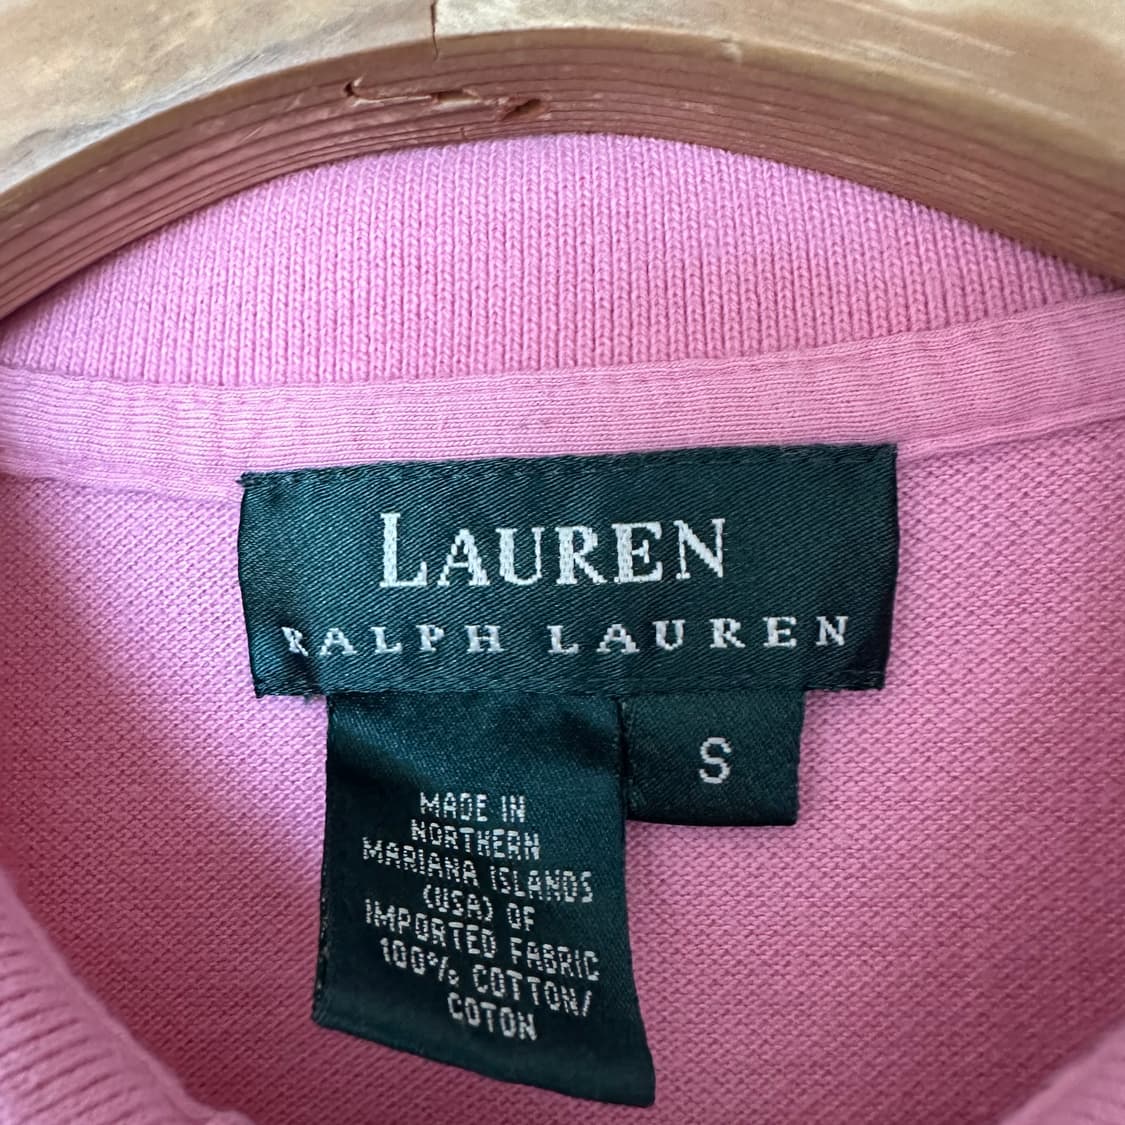 LAUREN
RALPH LAUREN
S
MADE IN
NORTHERN
MARIANA ISLANDS
(USA) OF
IMPORTED FABRIC
100% COTTON/
COTON